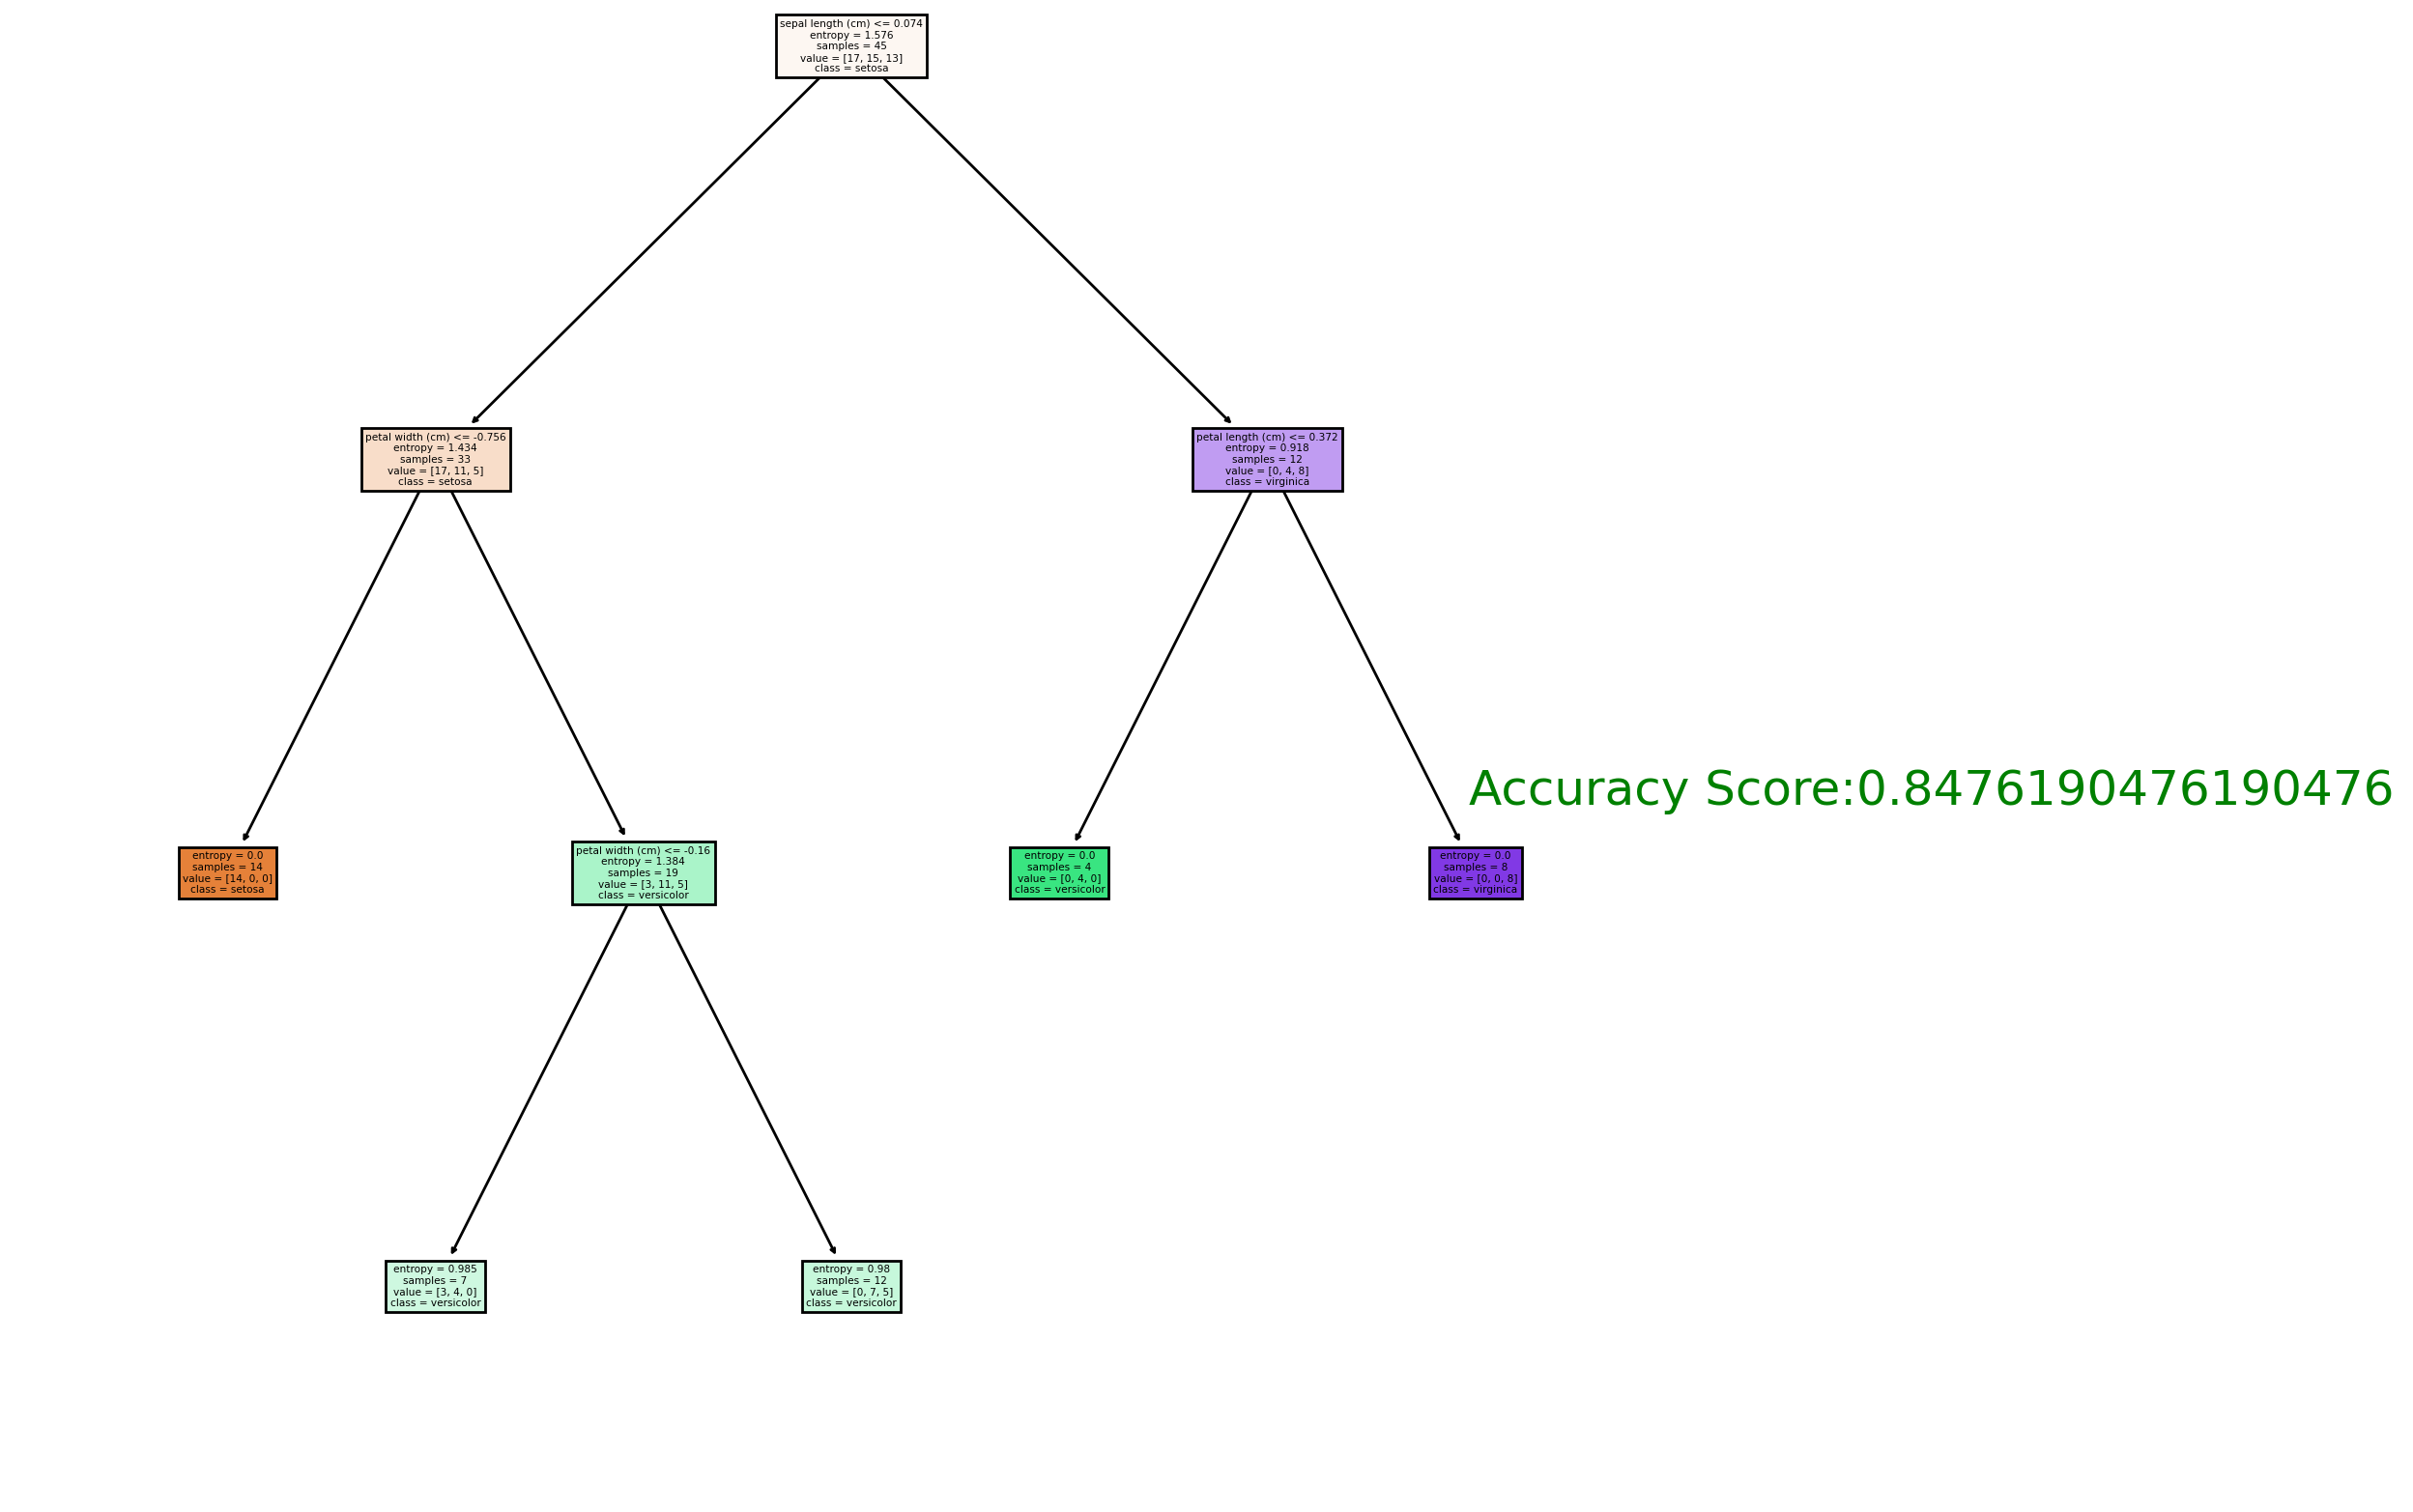 sepal length (cm) <= 0.074
entropy = 1.576
samples = 45
value = [17, 15, 13]
class = setosa
petal width (cm) <= -0.756
entropy = 1.434
samples = 33
value = [17, 11, 5]
class = setosa
petal length (cm) <= 0.372
entropy = 0.918
samples = 12
value = [0, 4, 8]
class = virginica
Accuracy Score:0.8476190476190476
entropy = 0.0
samples = 14
value = [14, 0, 0]
class = setosa
petal width (cm) <= -0.16
entropy = 1.384
samples = 19
value = [3, 11, 5]
class = versicolor
entropy = 0.0
samples = 4
value = [0, 4, 0]
class = versicolor
entropy = 0.0
samples = 8
value = [0, 0, 8]
class = virginica
entropy = 0.985
samples = 7
value = [3, 4, 0]
class = versicolor
entropy = 0.98
samples = 12
value = [0, 7, 5]
class = versicolor